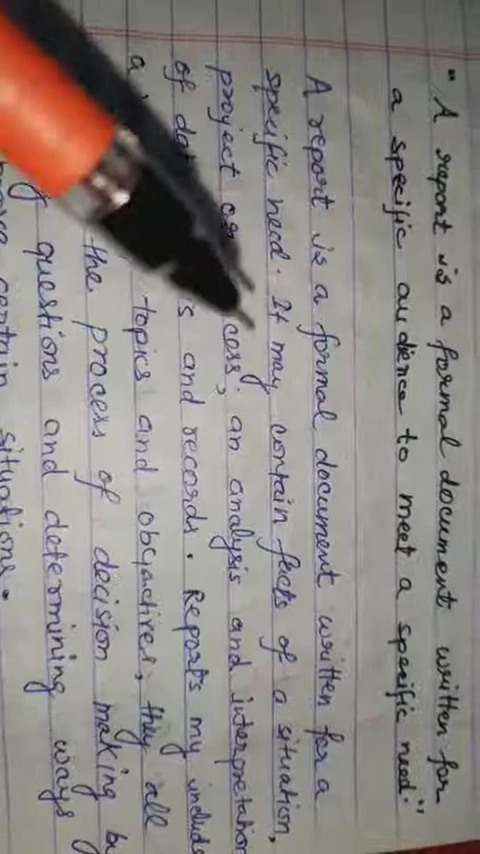 "A report is a formal document written for
a specific audience to meet a specific need."
A report is a formal document written for a
specific need. It may contain facts of a situation,
project cess; an analysis and interpretation
of and records. Reports my include
a topics and objectives, they all
the process of decision making
questions and determining ways
certain situations.